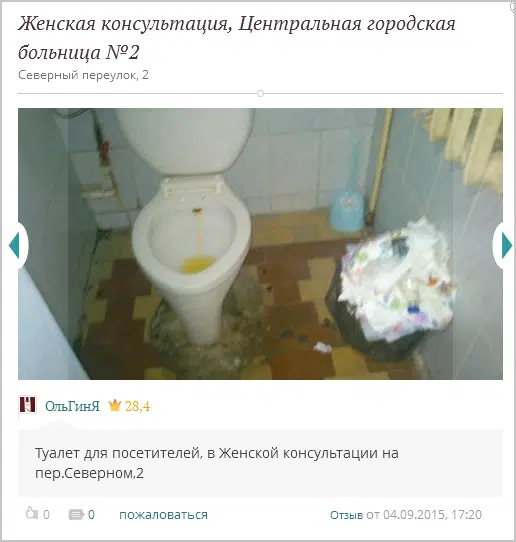 Женская консультация, Центральная городская
больница №2
Северный переулок, 2
ОльГинЯ 28,4
Туалет для посетителей, в Женской консультации на
пер.Северном,2
0 0 пожаловаться Отзыв от 04.09.2015, 17:20